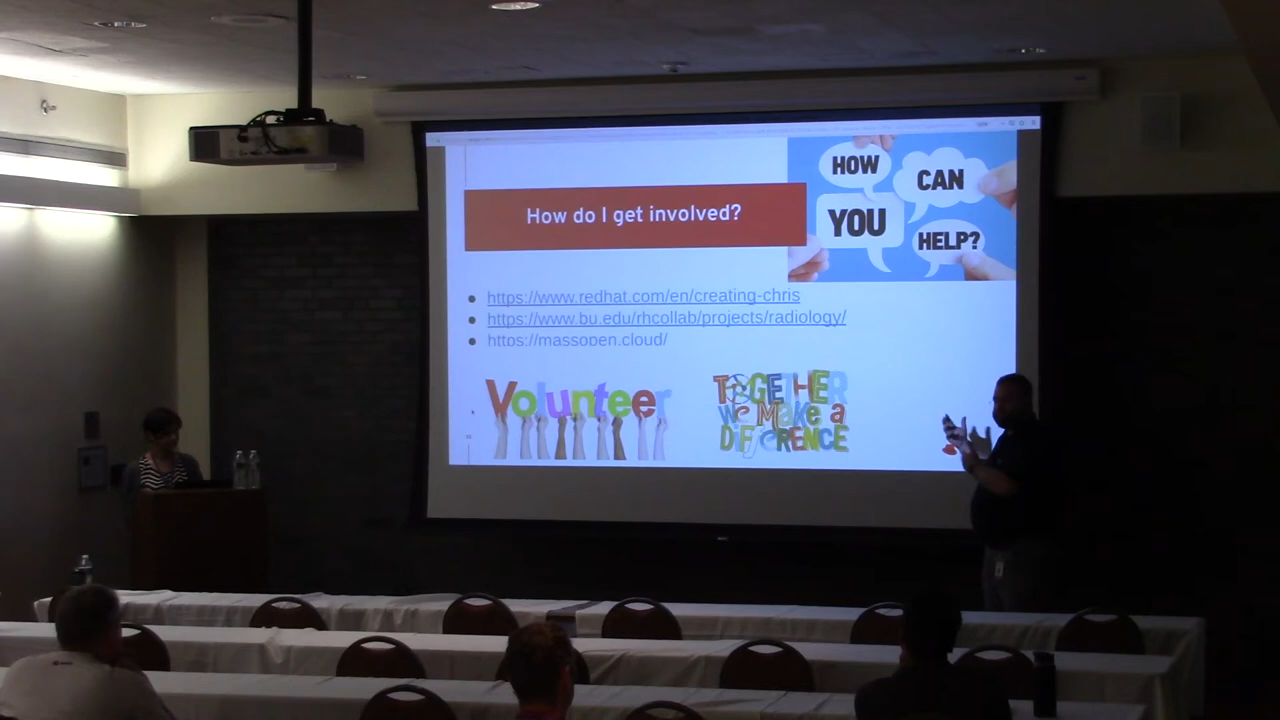 HOW
CAN
YOU
HELP?
How do I get involved?
https://www.redhat.com/en/creating-chris
https://www.bu.edu/rhcollab/projects/radiology/
https://massopen.cloud/
Volunteer
TOGETHER
we Make a
DiFFERENCE